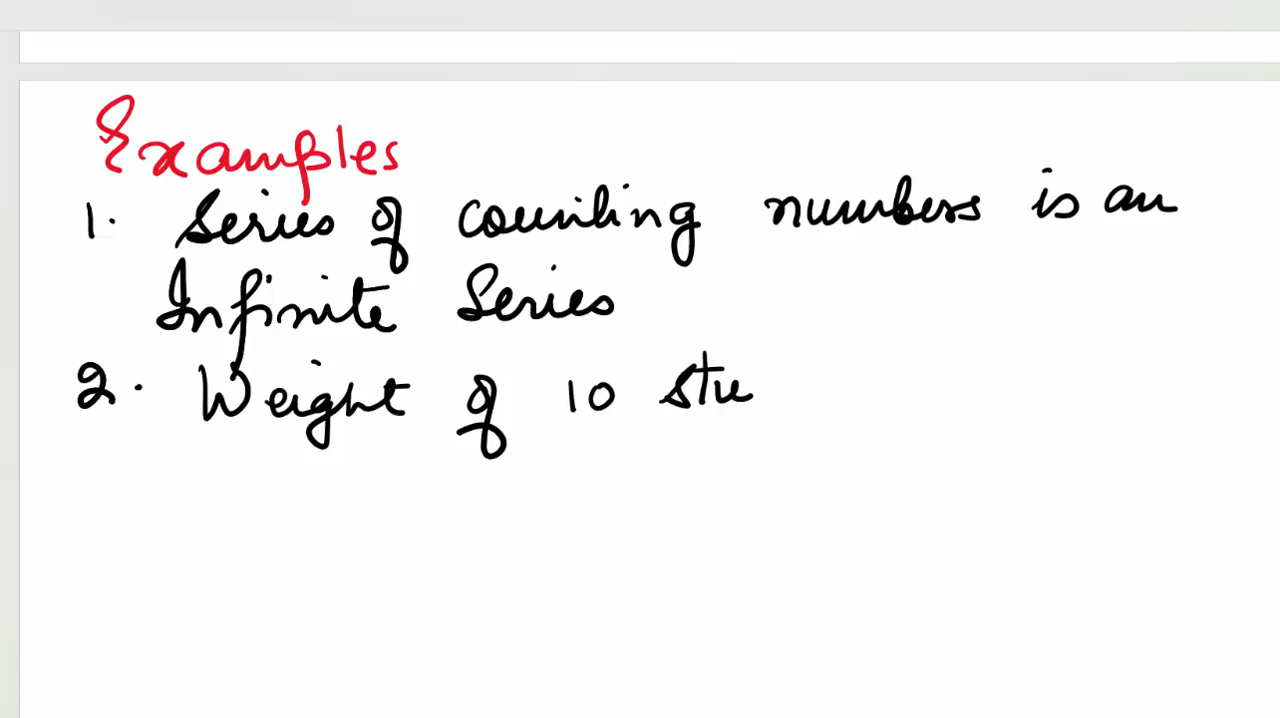 Examples
1. Series of counting numbers is an
Infinite Series
2. Weight of 10 stu